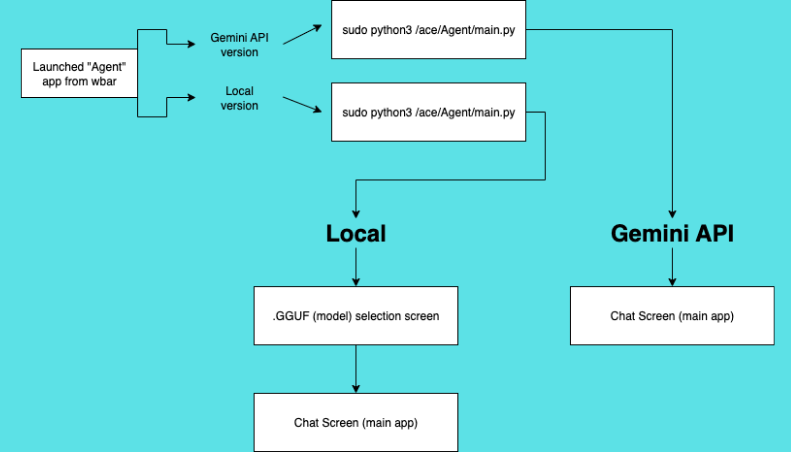 Launched "Agent"
app from wbar
Gemini API
version
sudo python3 /ace/Agent/main.py
Local
version
sudo python3 /ace/Agent/main.py
Local
Gemini API
.GGUF (model) selection screen
Chat Screen (main app)
Chat Screen (main app)